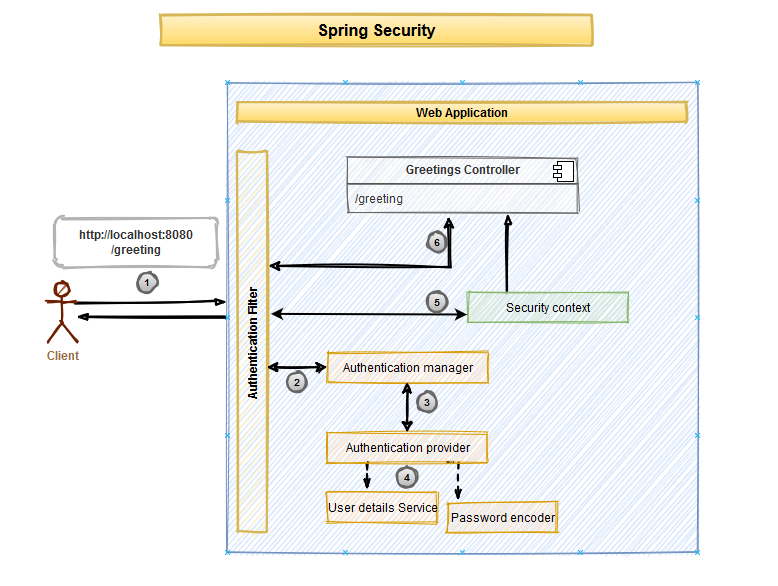 Spring Security
Web Application
Greetings Controller
/greeting
http://localhost:8080
/greeting
6
1
Authentication Filter
5
Security context
Client
Authentication manager
2
3
Authentication provider
4
User details Service
Password encoder